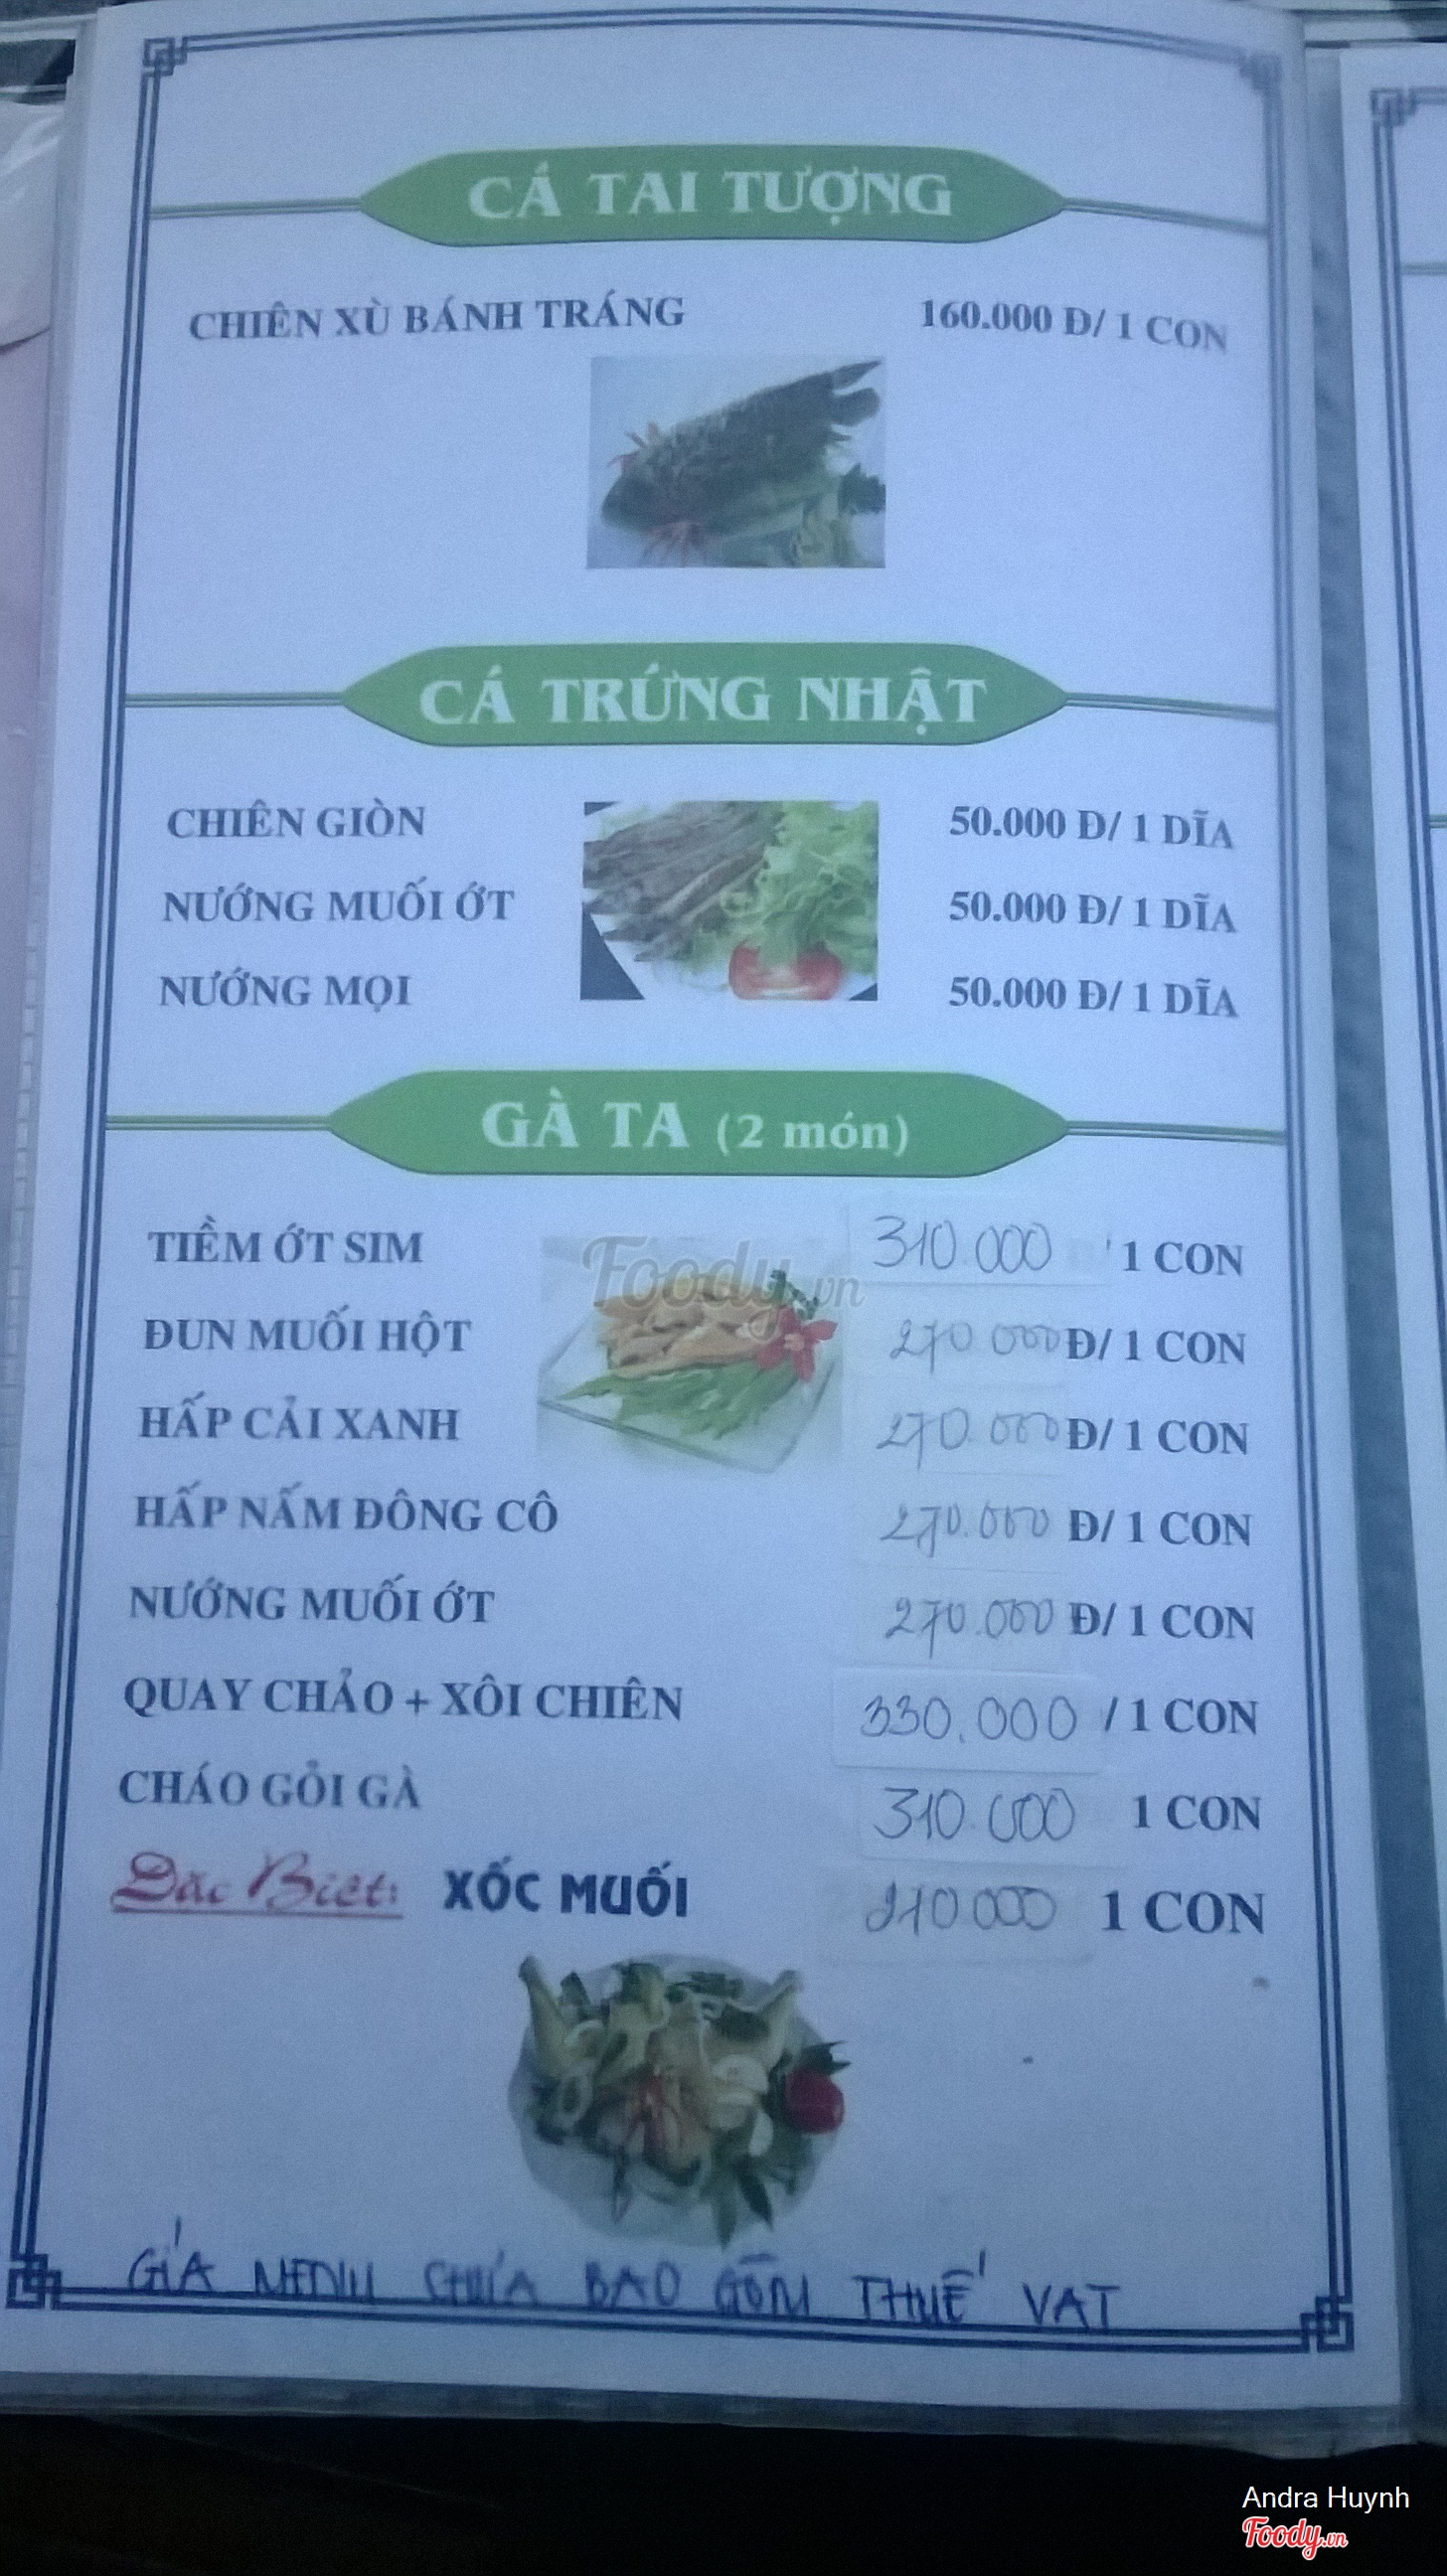 CÁ TAI TƯỢNG
CHIÊN XÙ BÁNH TRÁNG 160.000 Đ/ 1 CON
CÁ TRỨNG NHẬT
CHIÊN GIÒN 50.000 Đ/ 1 DĨA
NƯỚNG MUỐI ỚT 50.000 Đ/ 1 DĨA
NƯỚNG MỌI 50.000 Đ/ 1 DĨA
GÀ TA (2 món)
TIỀM ỚT SIM 310.000 1 CON
ĐUN MUỐI HỘT 270.000 Đ/ 1 CON
HẤP CẢI XANH 270.000 Đ/ 1 CON
HẤP NẤM ĐÔNG CÔ 270.000 Đ/ 1 CON
NƯỚNG MUỐI ỚT 270.000 Đ/ 1 CON
QUAY CHẢO + XÔI CHIÊN 330.000 / 1 CON
CHÁO GỎI GÀ 310.000 1 CON
Đặc Biệt: XỐC MUỐI 1 CON
GIÁ MENU CHƯA BAO GỒM THUẾ VAT
Foody.vn
Andra Huynh
Foody.vn